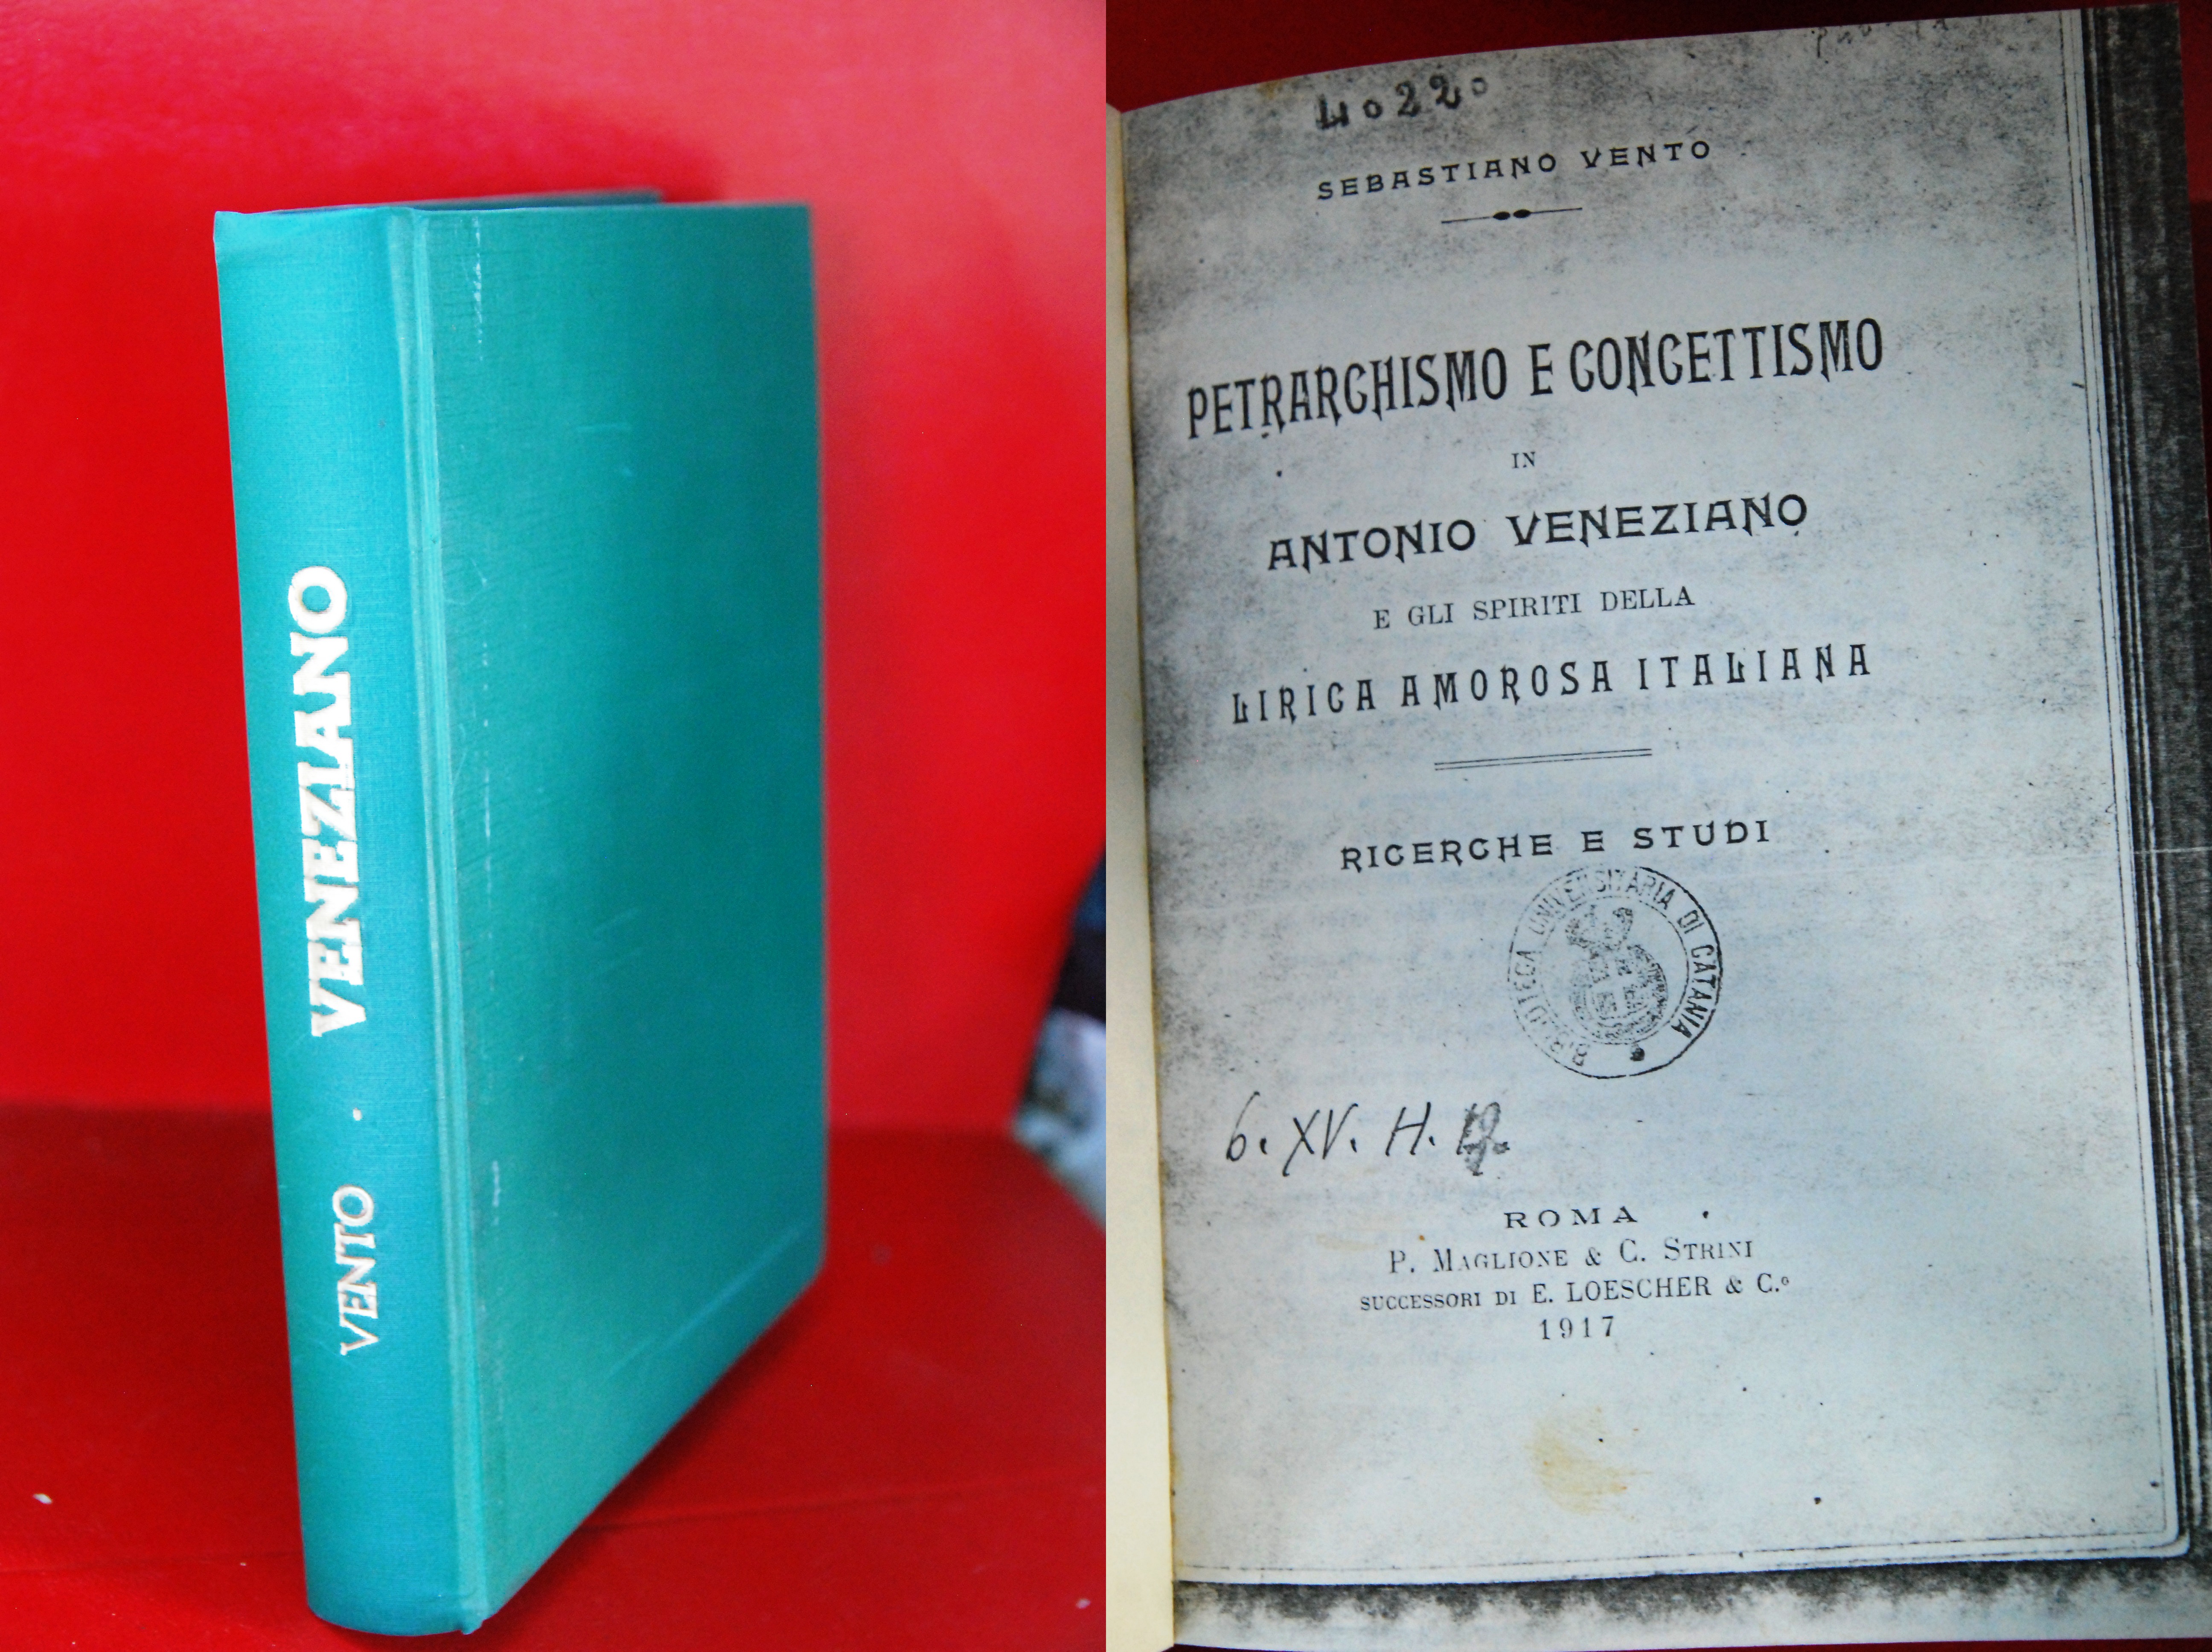 VENTO · VENEZIANO
SEBASTIANO VENTO
PETRARCHISMO E CONCETTISMO
IN
ANTONIO VENEZIANO
E GLI SPIRITI DELLA
LIRICA AMOROSA ITALIANA
RICERCHE E STUDI
BIBLIOTECA UNIVERSITARIA DI CATANIA
6. XV. H.
ROMA
P. MAGLIONE & C. STRINI
SUCCESSORI DI E. LOESCHER & C.º
1917